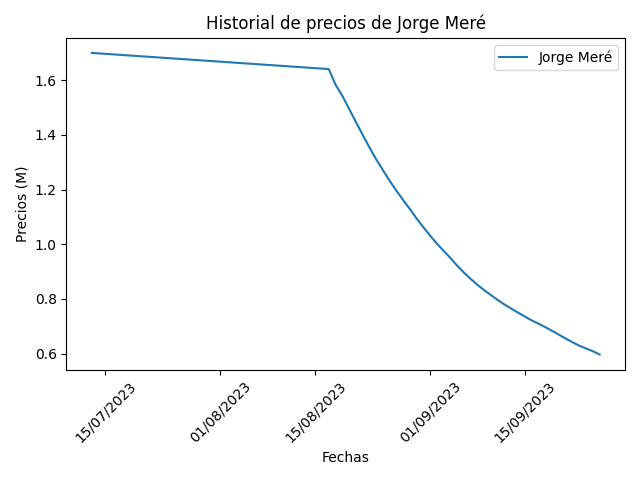 Historial de precios de Jorge Meré
Jorge Meré
Precios (M)
1.6
1.4
1.2
1.0
0.8
0.6
15/07/2023
01/08/2023
15/08/2023
01/09/2023
15/09/2023
Fechas